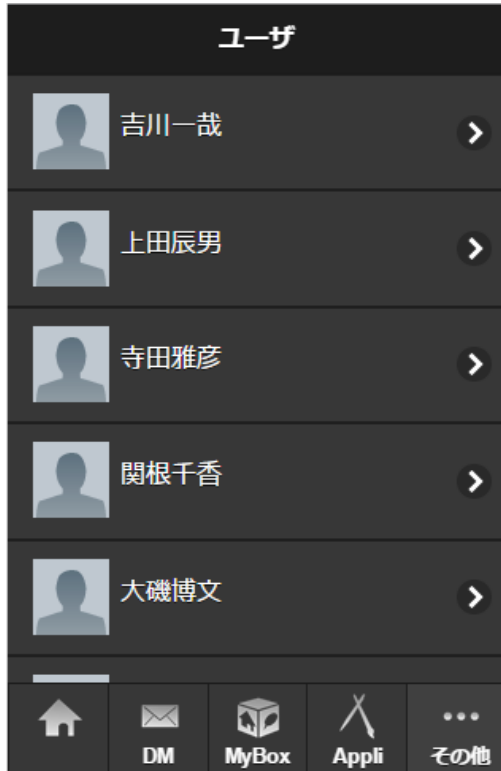 ユーザ
吉川一哉
上田辰男
寺田雅彦
関根千香
大磯博文
DM
MyBox
Appli
その他